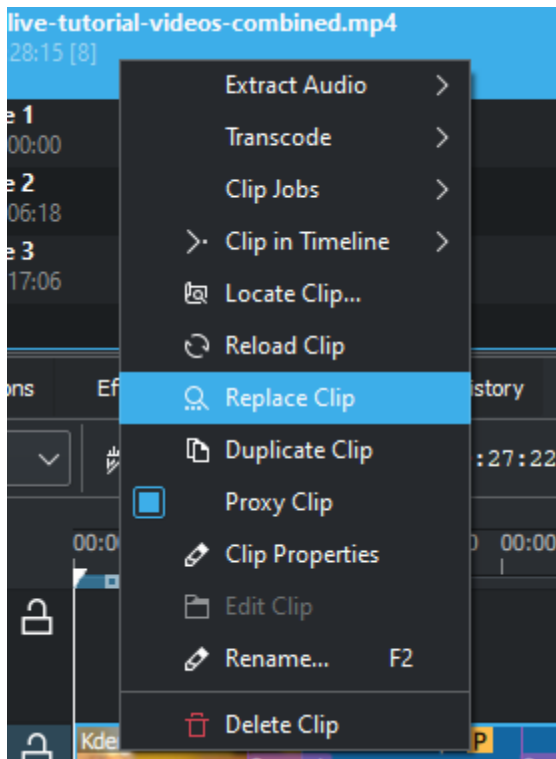 live-tutorial-videos-combined.mp4
28:15 [8]
Extract Audio
e 1
00:00
Transcode
e 2
06:18
Clip Jobs
e 3
17:06
Clip in Timeline
Locate Clip...
Reload Clip
ons Ef istory
Replace Clip
Duplicate Clip
:27:22
Proxy Clip
00:0 0 00:00
Clip Properties
Edit Clip
Rename... F2
Delete Clip
Kde P